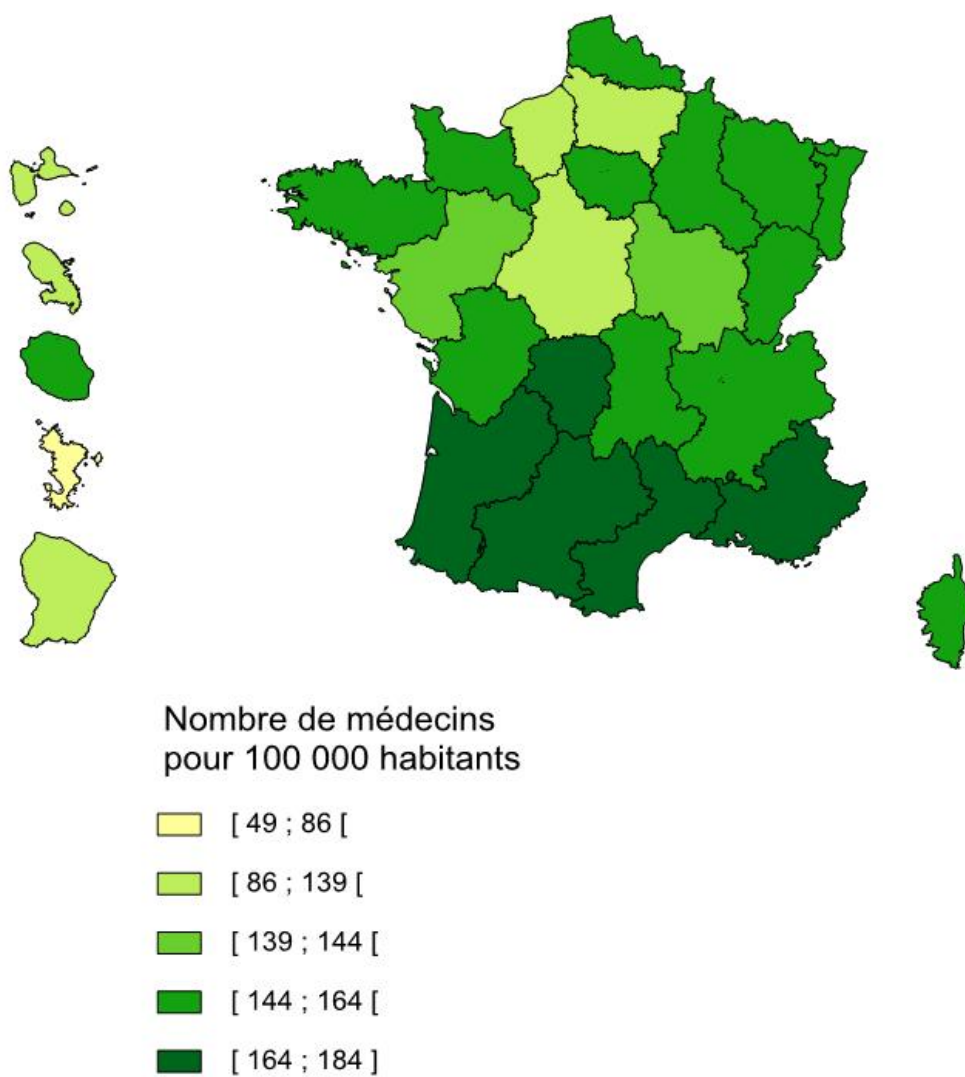 Nombre de médecins
pour 100 000 habitants
[ 49 ; 86 [
[ 86 ; 139 [
[ 139 ; 144 [
[ 144 ; 164 [
[ 164 ; 184 ]